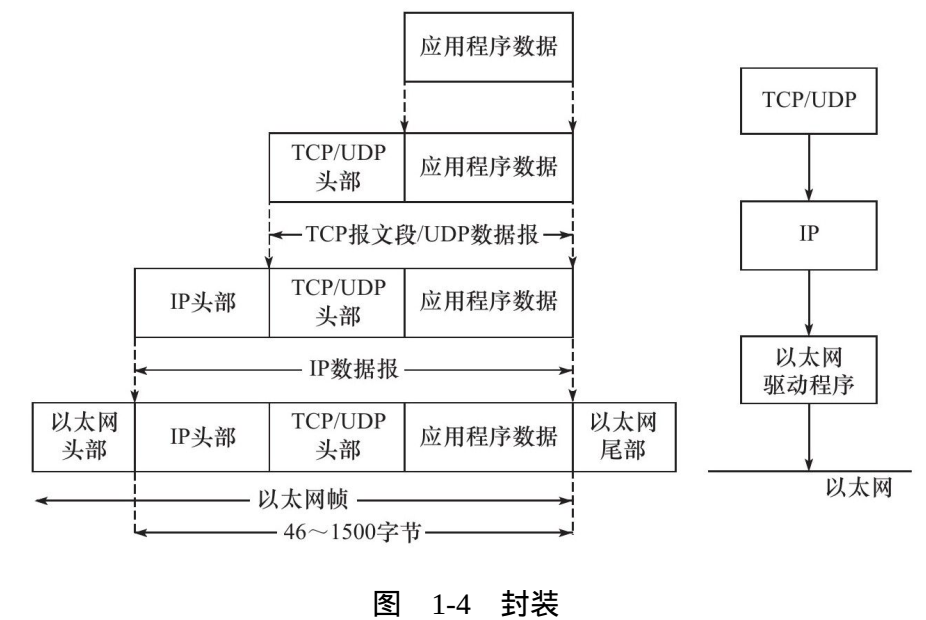 应用程序数据
TCP/UDP
头部
应用程序数据
TCP报文段/UDP数据报
IP头部
TCP/UDP
头部
应用程序数据
IP数据报
以太网
头部
IP头部
TCP/UDP
头部
应用程序数据
以太网
尾部
以太网帧
46～1500字节
TCP/UDP
IP
以太网
驱动程序
以太网
图 1-4 封装